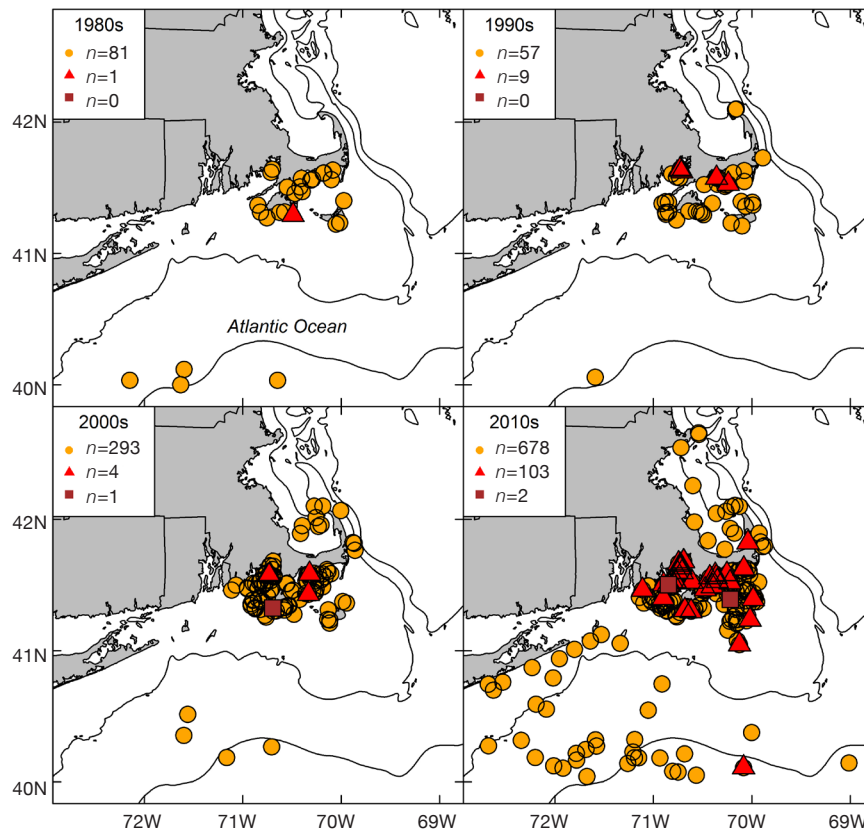 1980s
n=81
n=1
n=0
1990s
n=57
n=9
n=0
42N
41N
Atlantic Ocean
40N
2000s
n=293
n=4
n=1
2010s
n=678
n=103
n=2
42N
41N
40N
72W 71W 70W 69W 72W 71W 70W 69W